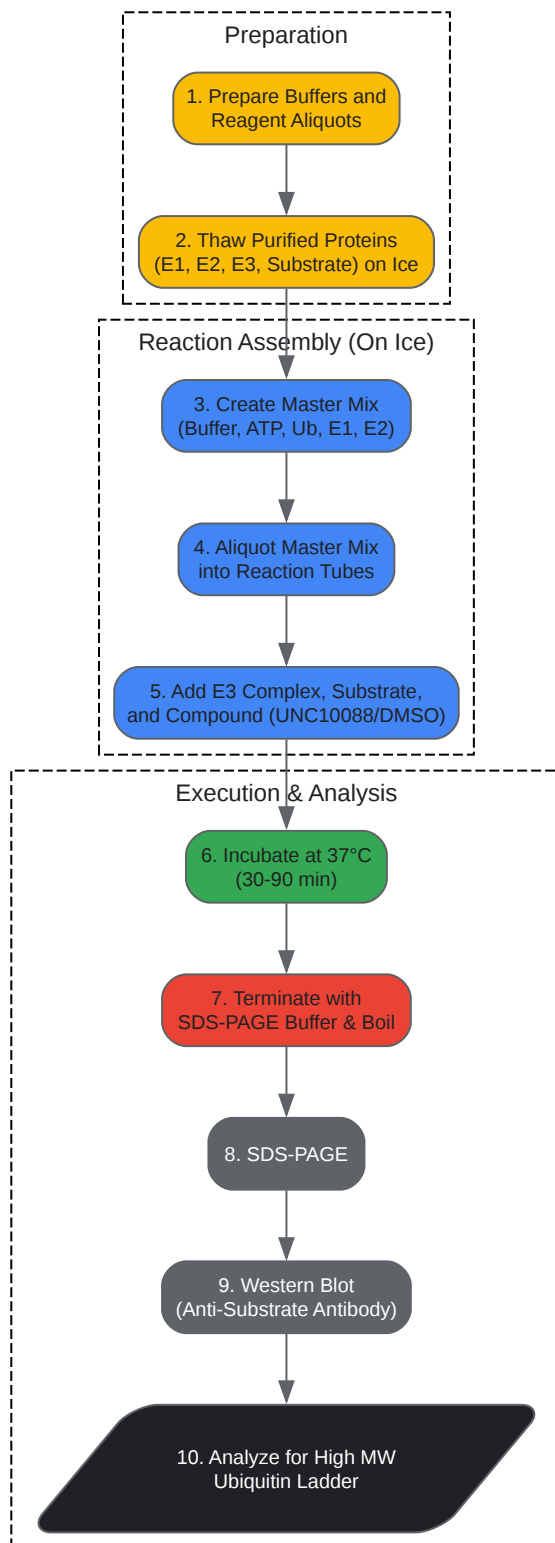 Preparation
1. Prepare Buffers and
Reagent Aliquots
2. Thaw Purified Proteins
(E1, E2, E3, Substrate) on Ice
Reaction Assembly (On Ice)
3. Create Master Mix
(Buffer, ATP, Ub, E1, E2)
4. Aliquot Master Mix
into Reaction Tubes
5. Add E3 Complex, Substrate,
and Compound (UNC10088/DMSO)
Execution & Analysis
6. Incubate at 37°C
(30-90 min)
7. Terminate with
SDS-PAGE Buffer & Boil
8. SDS-PAGE
9. Western Blot
(Anti-Substrate Antibody)
10. Analyze for High MW
Ubiquitin Ladder